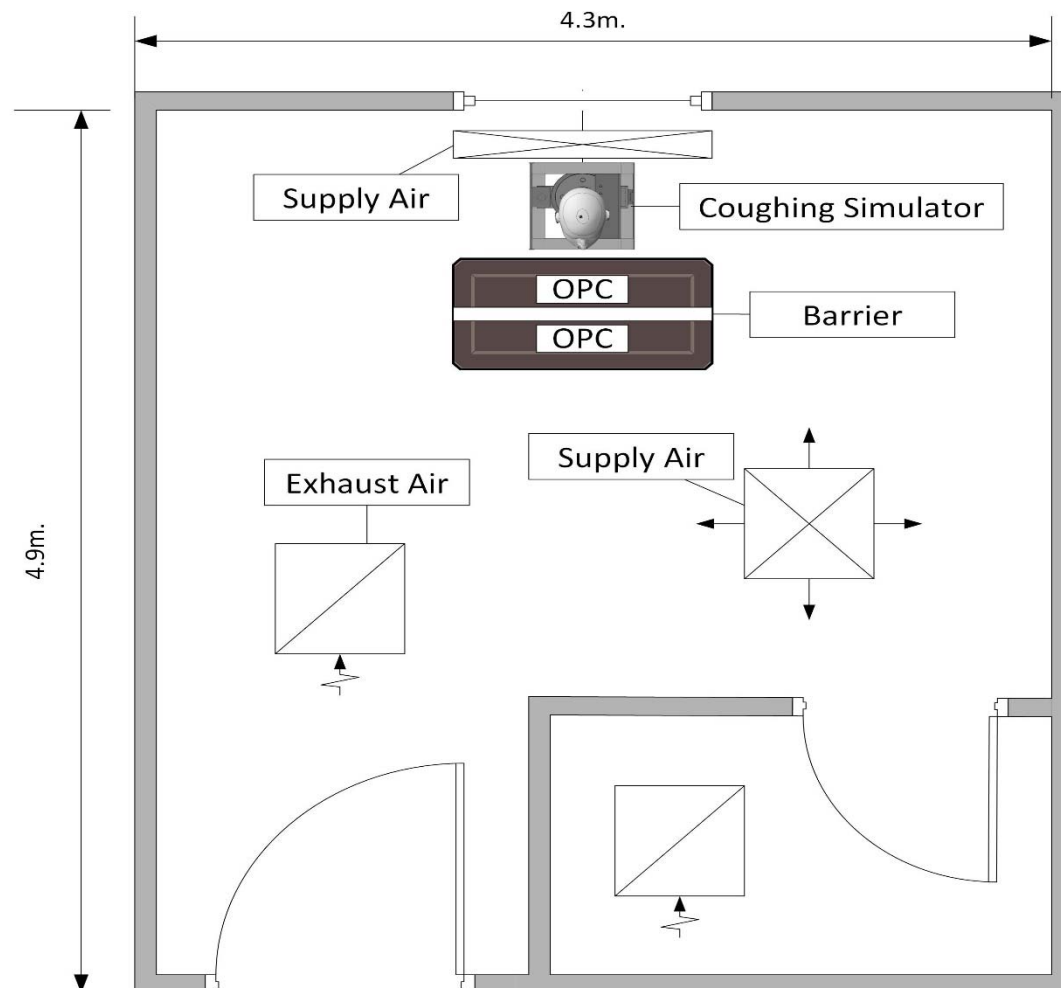 4.3m.
Supply Air
Coughing Simulator
OPC
Barrier
OPC
Supply Air
Exhaust Air
4.9m.